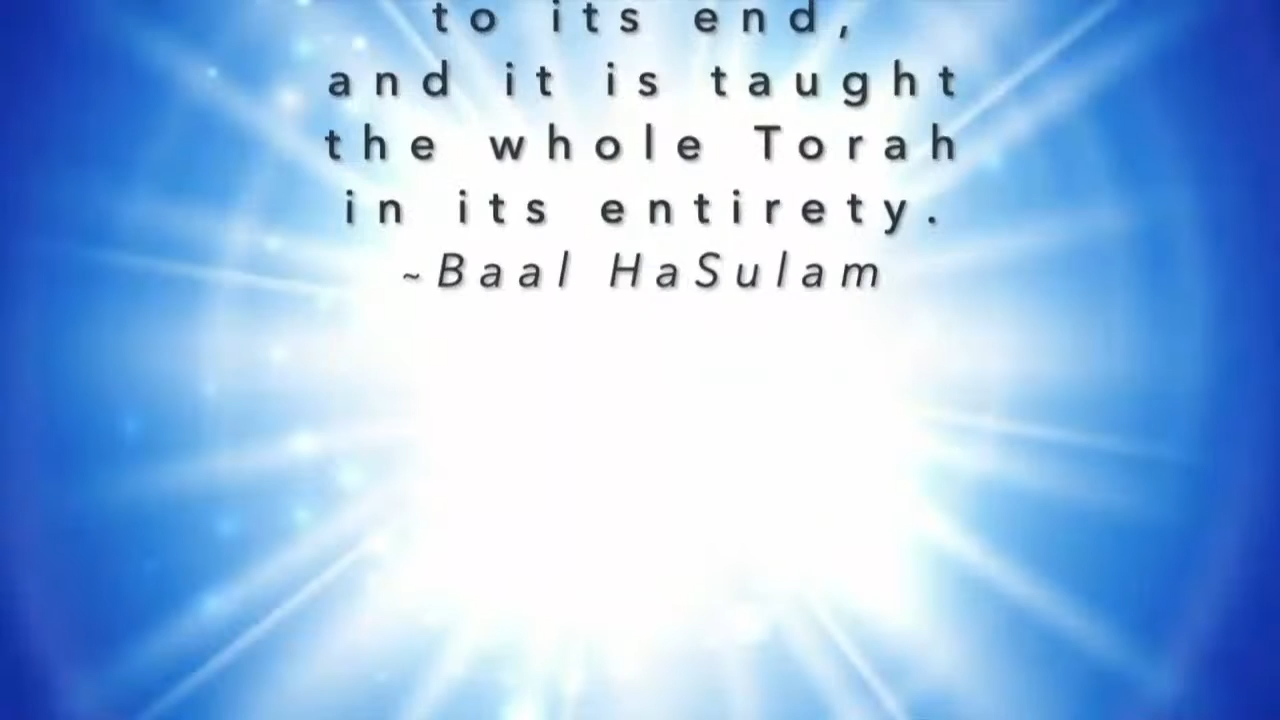 to its end,
and it is taught
the whole Torah
in its entirety.
~Baal HaSulam